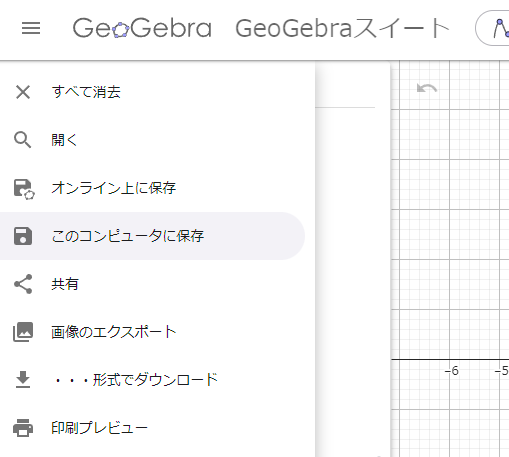 GeoGebra GeoGebraスイート
すべて消去
開く
オンライン上に保存
このコンピュータに保存
共有
画像のエクスポート
・・・形式でダウンロード
印刷プレビュー
-6 -5